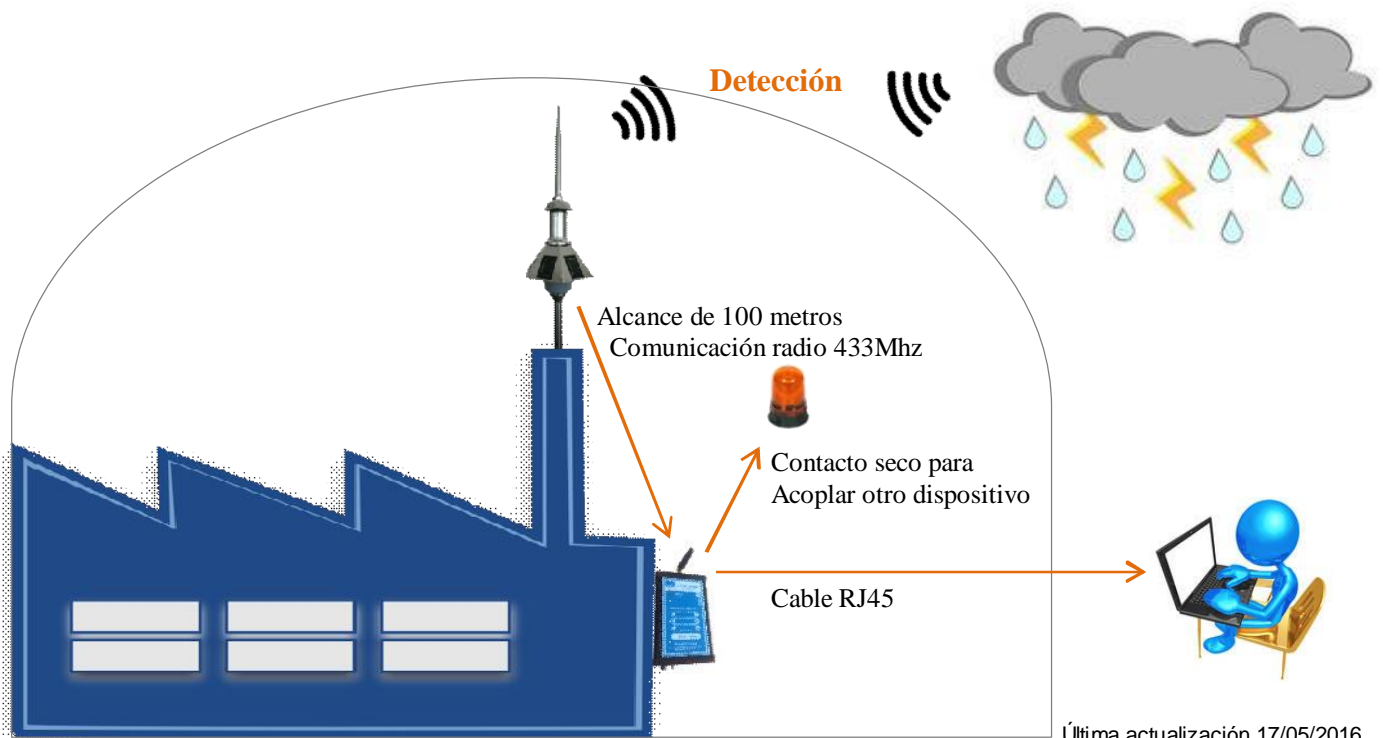 Detección
Alcance de 100 metros
Comunicación radio 433Mhz
Contacto seco para
Acoplar otro dispositivo
Cable RJ45
Última actualización 17/05/2016